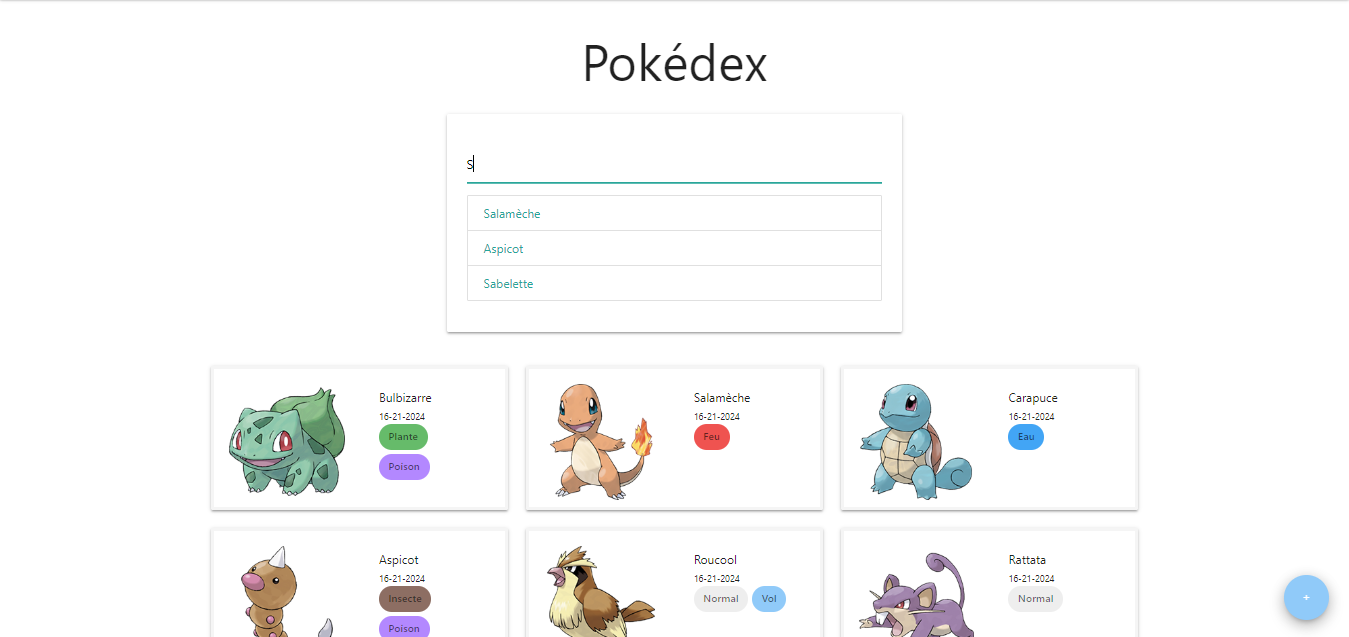 Pokédex
s
Salamèche
Aspicot
Sabelette
Bulbizarre
16-21-2024
Plante
Poison
Salamèche
16-21-2024
Feu
Carapuce
16-21-2024
Eau
Aspicot
16-21-2024
Insecte
Poison
Roucool
16-21-2024
Normal Vol
Rattata
16-21-2024
Normal
+